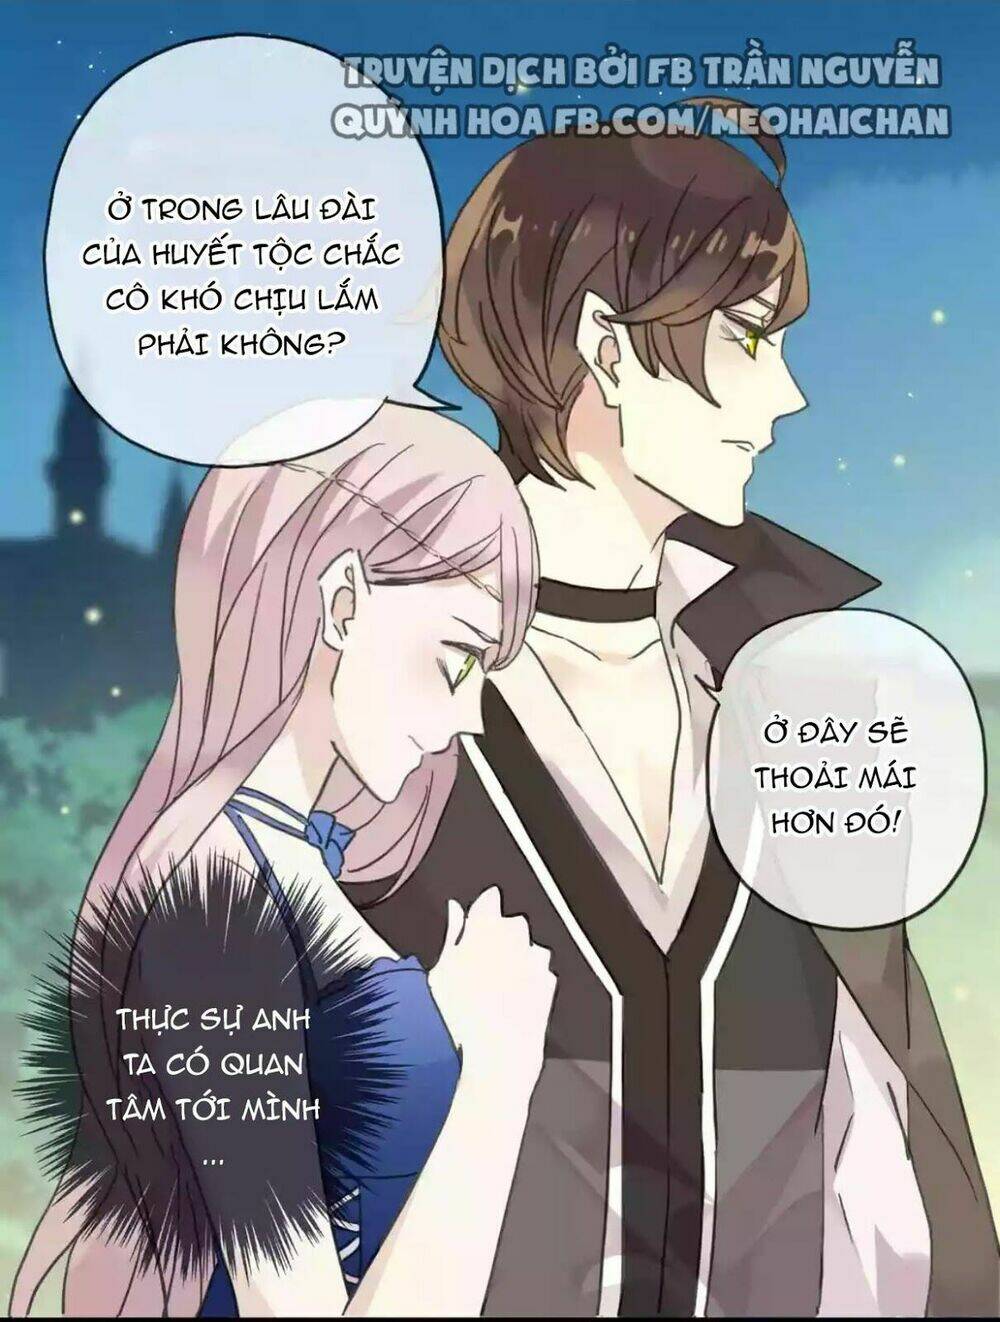 TRUYỆN DỊCH BỞI FB TRẦN NGUYỄN
QUỲNH HOA FB.COM/MEOHAICHAN
Ở TRONG LÂU ĐÀI
CỦA HUYẾT TỘC CHẮC
CÔ KHÓ CHỊU LẮM
PHẢI KHÔNG?
Ở ĐÂY SẼ
THOẢI MÁI
HƠN ĐÓ!
THỰC SỰ ANH
TA CÓ QUAN
TÂM TỚI MÌNH
...